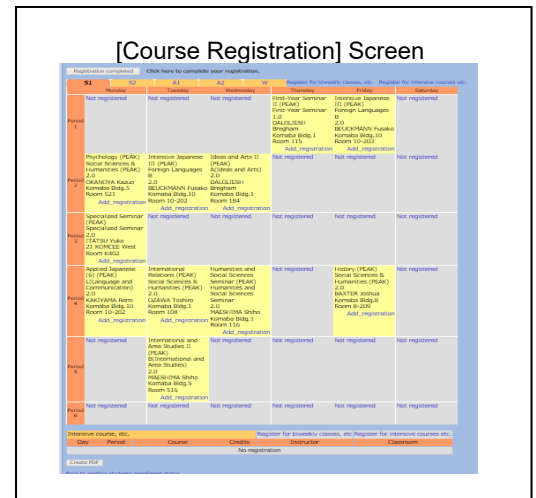 [Course Registration] Screen
Registration completed Click here to complete your registration.
S1 S2 A1 A2 W Register for biweekly classes, etc Register for intensive courses etc.
Monday Tuesday Wednesday Thursday Friday Saturday
Period 1
Not registered
Not registered
Not registered
First-Year Seminar
II (PEAK)
First-Year Seminar
1.0
DALGLIESH
Bregham
Komaba Bldg.1
Room 115
Add_registration
Intensive Japanese
III (PEAK)
Foreign Languages
B
2.0
BEUCKMANN Fusako
Komaba Bldg.10
Room 10-203
Add_registration
Not registered
Period 2
Psychology (PEAK)
Social Sciences &
Humanities (PEAK)
2.0
OKANOYA Kazuo
Komaba Bldg.5
Room 521
Add_registration
Intensive Japanese
III (PEAK)
Foreign Languages
B
2.0
BEUCKMANN Fusako
Komaba Bldg.10
Room 10-202
Add_registration
Ideas and Arts II
(PEAK)
A(Ideas and Arts)
2.0
DALGLIESH
Bregham
Komaba Bldg.1
Room 184
Add_registration
Not registered
Not registered
Not registered
Period 3
Specialized Seminar
(PEAK)
Specialized Seminar
2.0
ITATSU Yuko
21 KOMCEE West
Room K402
Add_registration
Not registered
Not registered
Not registered
Not registered
Not registered
Period 4
Applied Japanese
(G) (PEAK)
L(Language and
Communication)
2.0
KAKIYAMA Remi
Komaba Bldg.10
Room 10-202
Add_registration
International
Relations (PEAK)
Social Sciences &
Humanities (PEAK)
2.0
OZAWA Toshiro
Komaba Bldg.1
Room 108
Add_registration
Humanities and
Social Sciences
Seminar (PEAK)
Humanities and
Social Sciences
Seminar
2.0
MAESHIMA Shiho
Komaba Bldg.1
Room 116
Add_registration
Not registered
History (PEAK)
Social Sciences &
Humanities (PEAK)
2.0
BAXTER Joshua
Komaba Bldg.8
Room 8-209
Add_registration
Not registered
Period 5
Not registered
International and
Area Studies II
(PEAK)
B(International and
Area Studies)
2.0
MAESHIMA Shiho
Komaba Bldg.5
Room 516
Add_registration
Not registered
Not registered
Not registered
Not registered
Period 6
Not registered
Not registered
Not registered
Not registered
Not registered
Not registered
Intensive course, etc. Register for biweekly classes, etc Register for intensive courses etc.
Day Period Course Credits Instructor Classroom
No registration
Create PDF